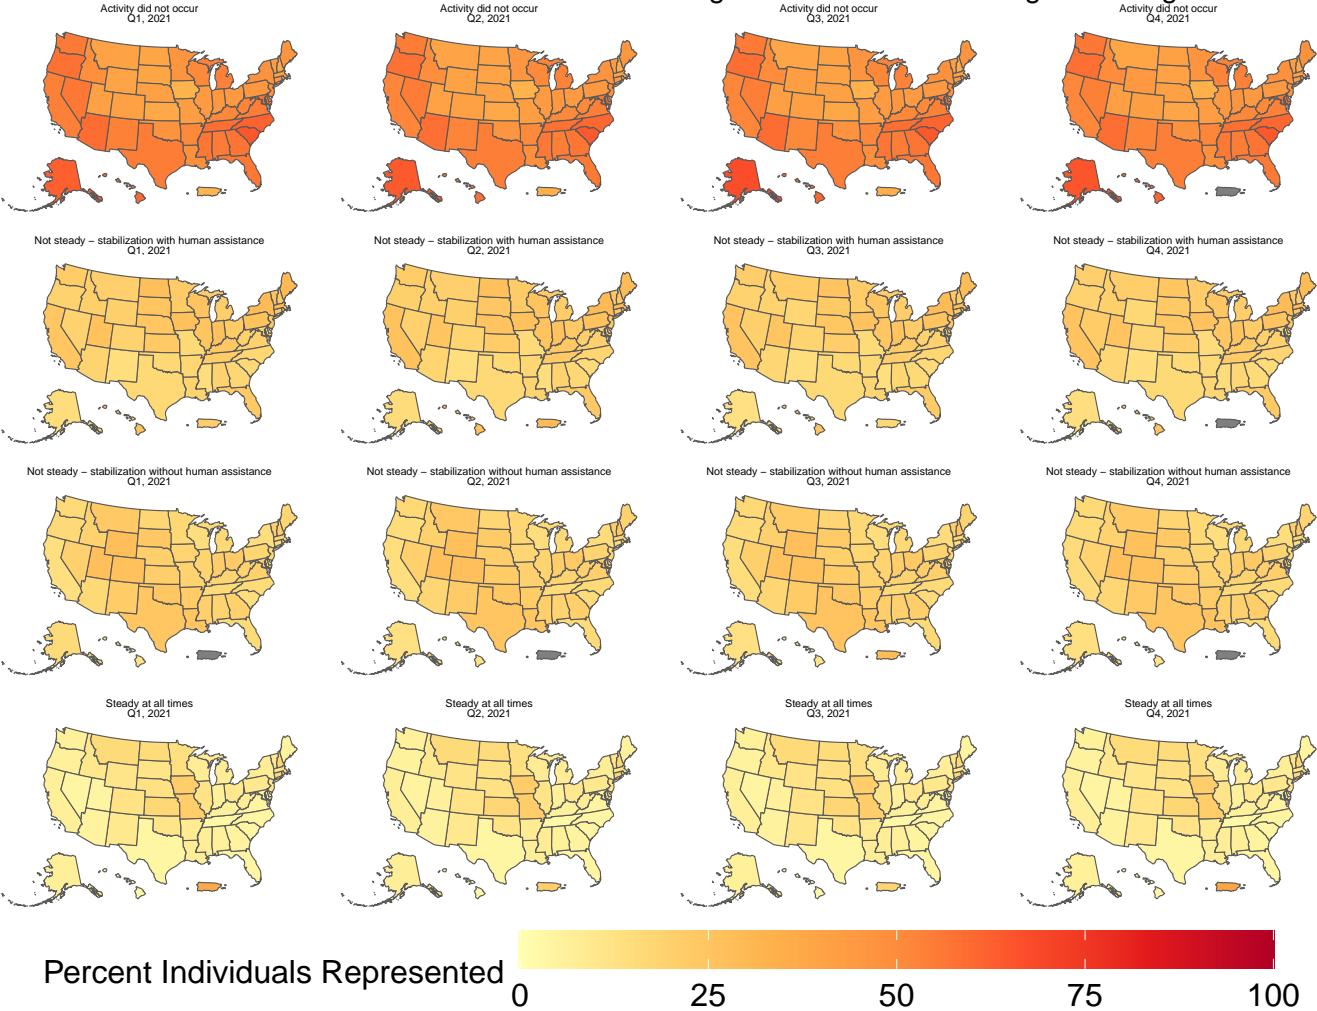 Activity did not occur
Q1, 2021
Activity did not occur
Q2, 2021
Activity did not occur
Q3, 2021
Activity did not occur
Q4, 2021
Not steady − stabilization with human assistance
Q1, 2021
Not steady − stabilization with human assistance
Q2, 2021
Not steady − stabilization with human assistance
Q3, 2021
Not steady − stabilization with human assistance
Q4, 2021
Not steady − stabilization without human assistance
Q1, 2021
Not steady − stabilization without human assistance
Q2, 2021
Not steady − stabilization without human assistance
Q3, 2021
Not steady − stabilization without human assistance
Q4, 2021
Steady at all times
Q1, 2021
Steady at all times
Q2, 2021
Steady at all times
Q3, 2021
Steady at all times
Q4, 2021
Percent Individuals Represented
0 25 50 75 100